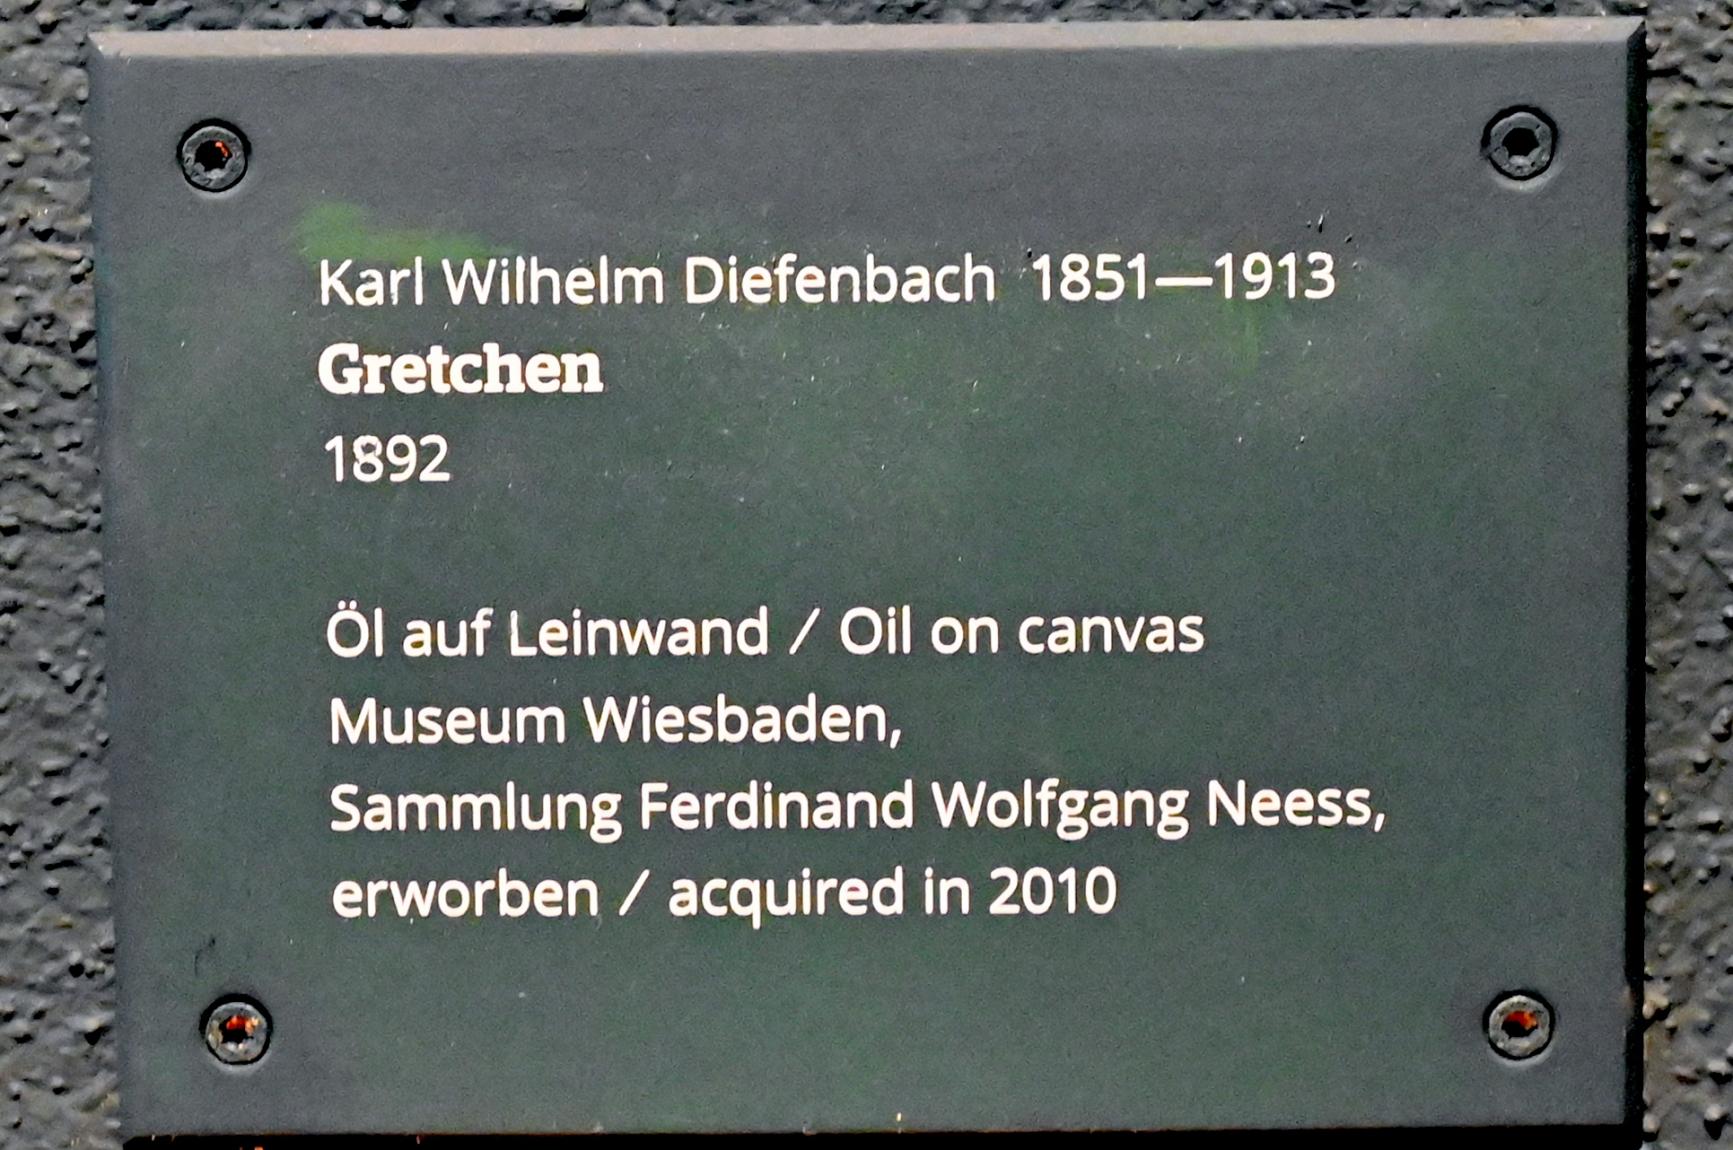 Karl Wilhelm Diefenbach 1851—1913
Gretchen
1892
Öl auf Leinwand / Oil on canvas
Museum Wiesbaden,
Sammlung Ferdinand Wolfgang Neess,
erworben / acquired in 2010